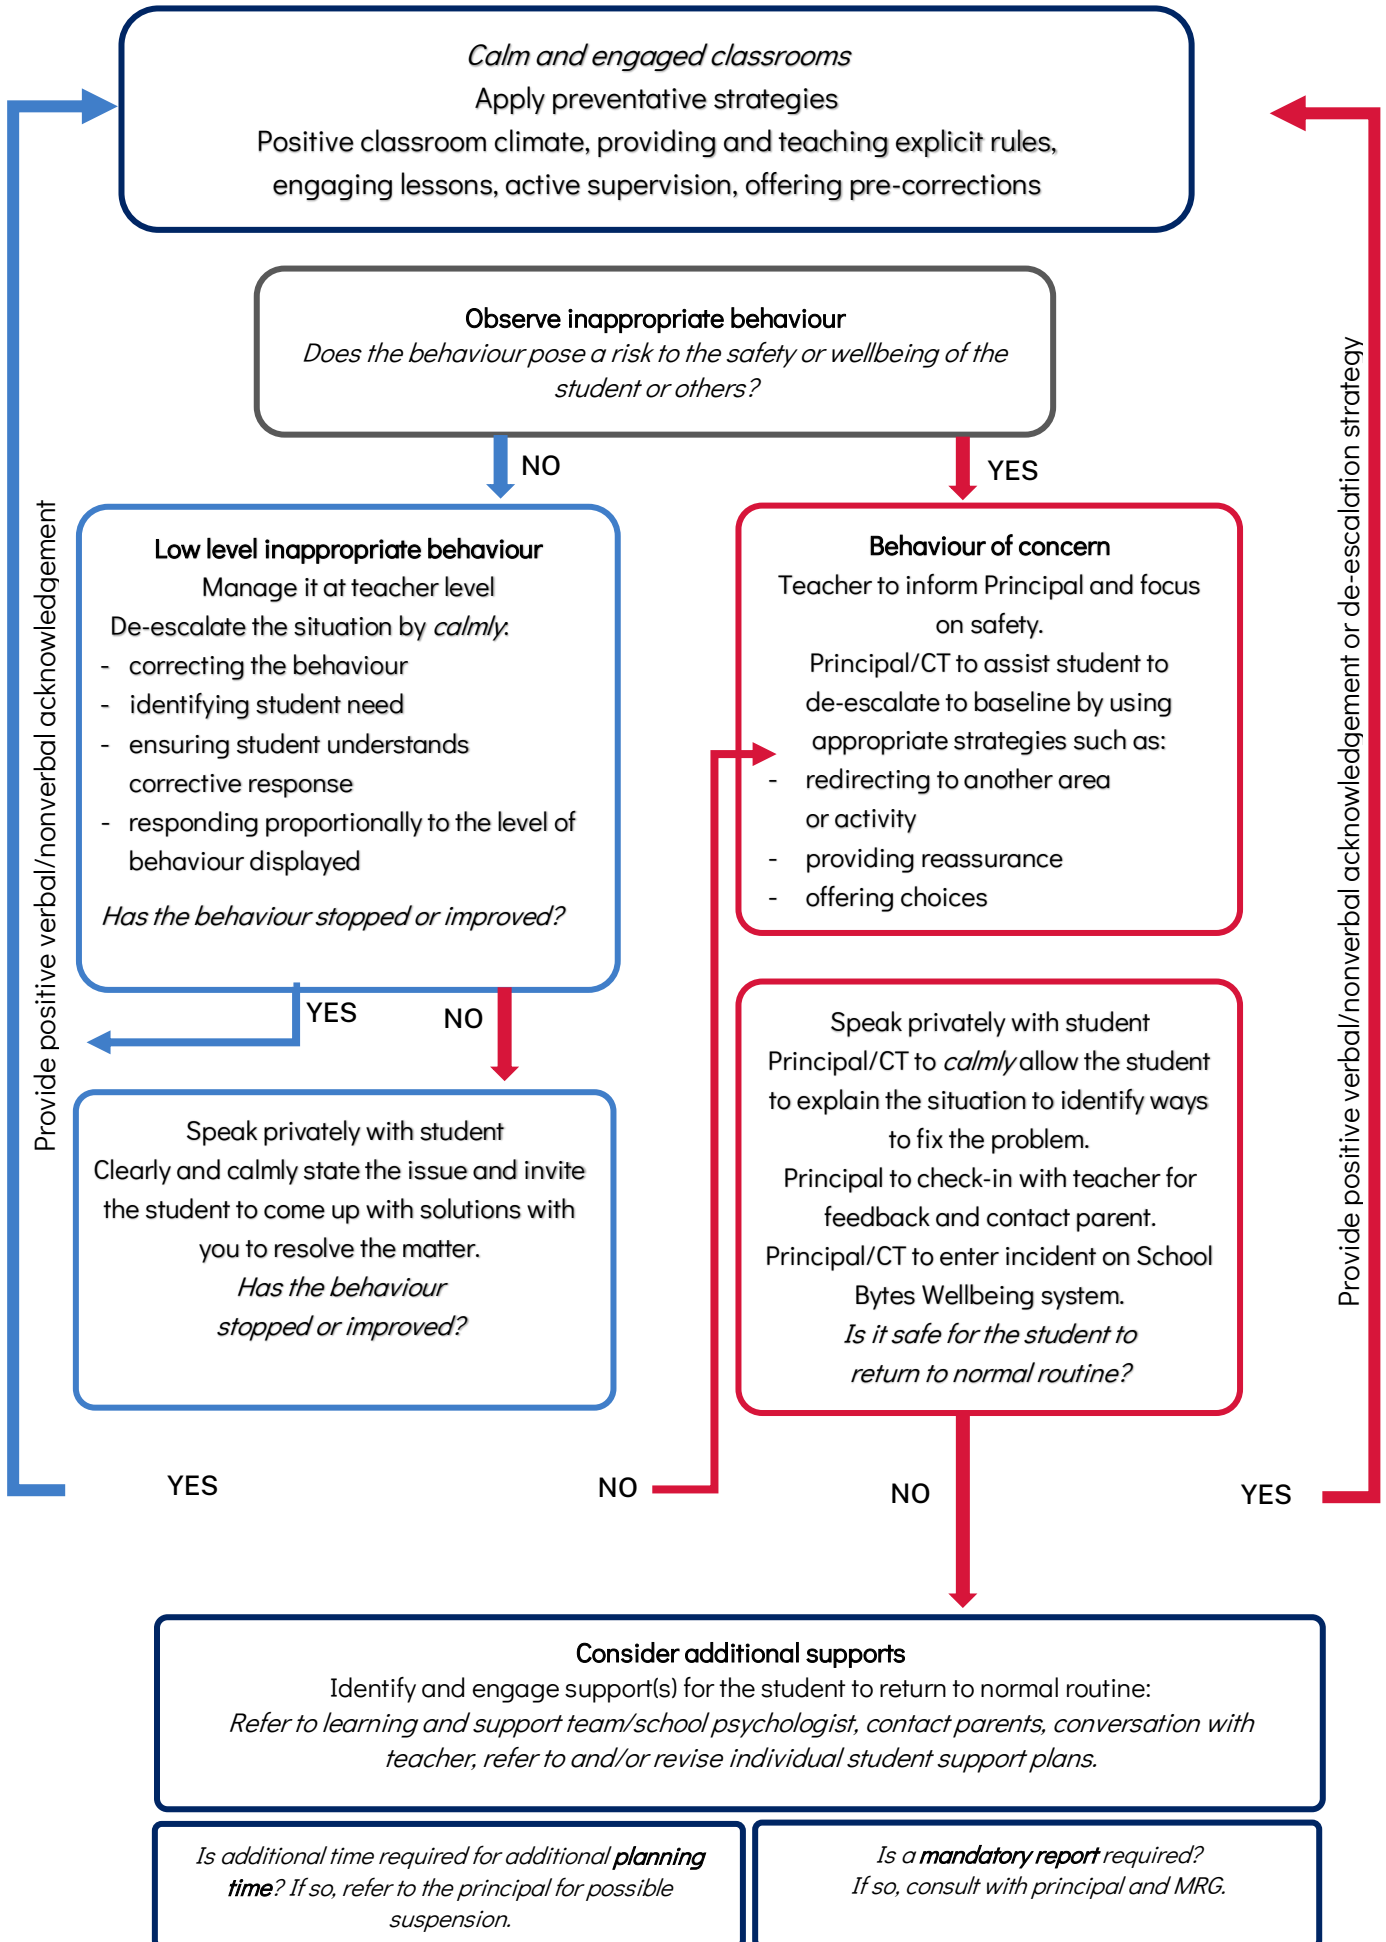 Calm and engaged classrooms
Apply preventative strategies
Positive classroom climate, providing and teaching explicit rules,
engaging lessons, active supervision, offering pre-corrections
Observe inappropriate behaviour
Does the behaviour pose a risk to the safety or wellbeing of the
student or others?
NO
YES
Provide positive verbal/nonverbal acknowledgement
Low level inappropriate behaviour
Manage it at teacher level
De-escalate the situation by calmly:
- correcting the behaviour
- identifying student need
- ensuring student understands
corrective response
- responding proportionally to the level of
behaviour displayed
Has the behaviour stopped or improved?
YES
NO
Speak privately with student
Clearly and calmly state the issue and invite
the student to come up with solutions with
you to resolve the matter.
Has the behaviour
stopped or improved?
YES
NO
Behaviour of concern
Teacher to inform Principal and focus
on safety.
Principal/CT to assist student to
de-escalate to baseline by using
appropriate strategies such as:
- redirecting to another area
or activity
- providing reassurance
- offering choices
Speak privately with student
Principal/CT to calmly allow the student
to explain the situation to identify ways
to fix the problem.
Principal to check-in with teacher for
feedback and contact parent.
Principal/CT to enter incident on School
Bytes Wellbeing system.
Is it safe for the student to
return to normal routine?
NO
YES
Provide positive verbal/nonverbal acknowledgement or de-escalation strategy
Consider additional supports
Identify and engage support(s) for the student to return to normal routine:
Refer to learning and support team/school psychologist, contact parents, conversation with
teacher, refer to and/or revise individual student support plans.
Is additional time required for additional planning
time? If so, refer to the principal for possible
suspension.
Is a mandatory report required?
If so, consult with principal and MRG.